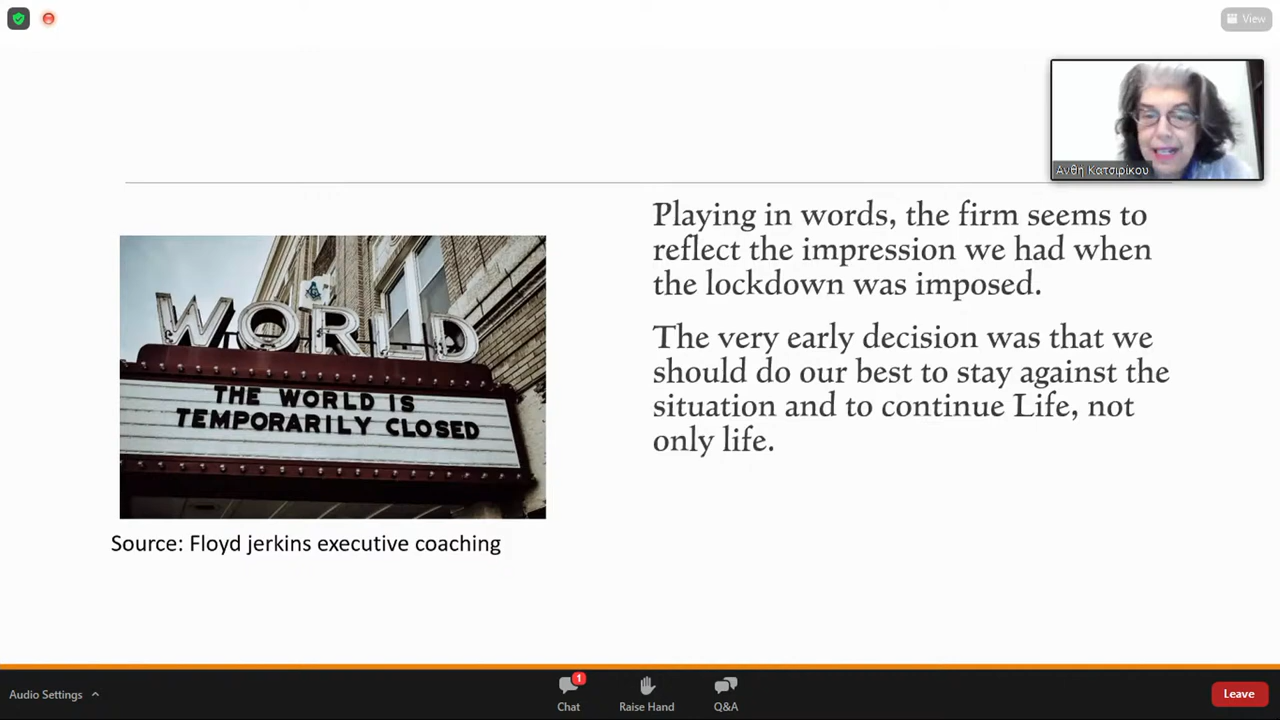 View
Ανθή Κατσιρίκου
Playing in words, the firm seems to
reflect the impression we had when
the lockdown was imposed.
The very early decision was that we
should do our best to stay against the
situation and to continue Life, not
only life.
WORLD
THE WORLD IS
TEMPORARILY CLOSED
Source: Floyd jerkins executive coaching
Audio Settings
1
Chat
Raise Hand
Q&A
Leave